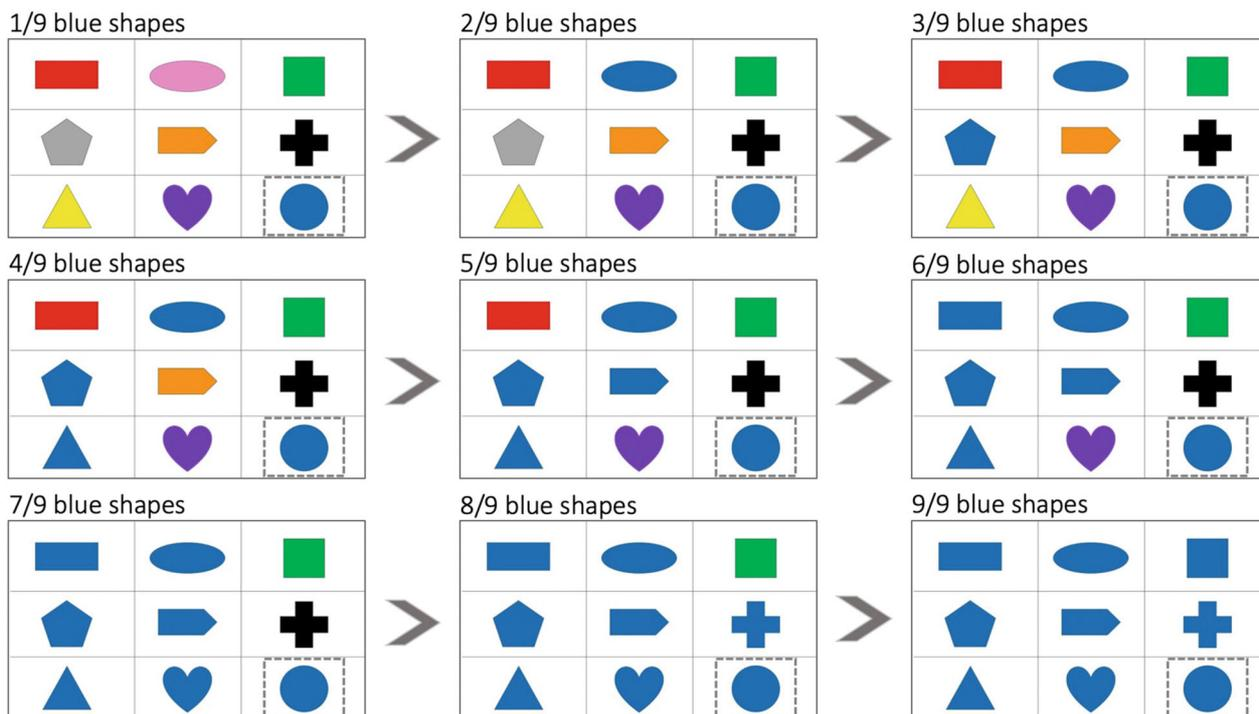 1/9 blue shapes
2/9 blue shapes
3/9 blue shapes
4/9 blue shapes
5/9 blue shapes
6/9 blue shapes
7/9 blue shapes
8/9 blue shapes
9/9 blue shapes